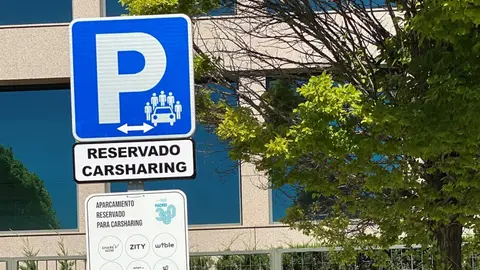 P
RESERVADO
CARSHARING
APARCAMIENTO
RESERVADO
PARA CARSHARING
ZITY
wible